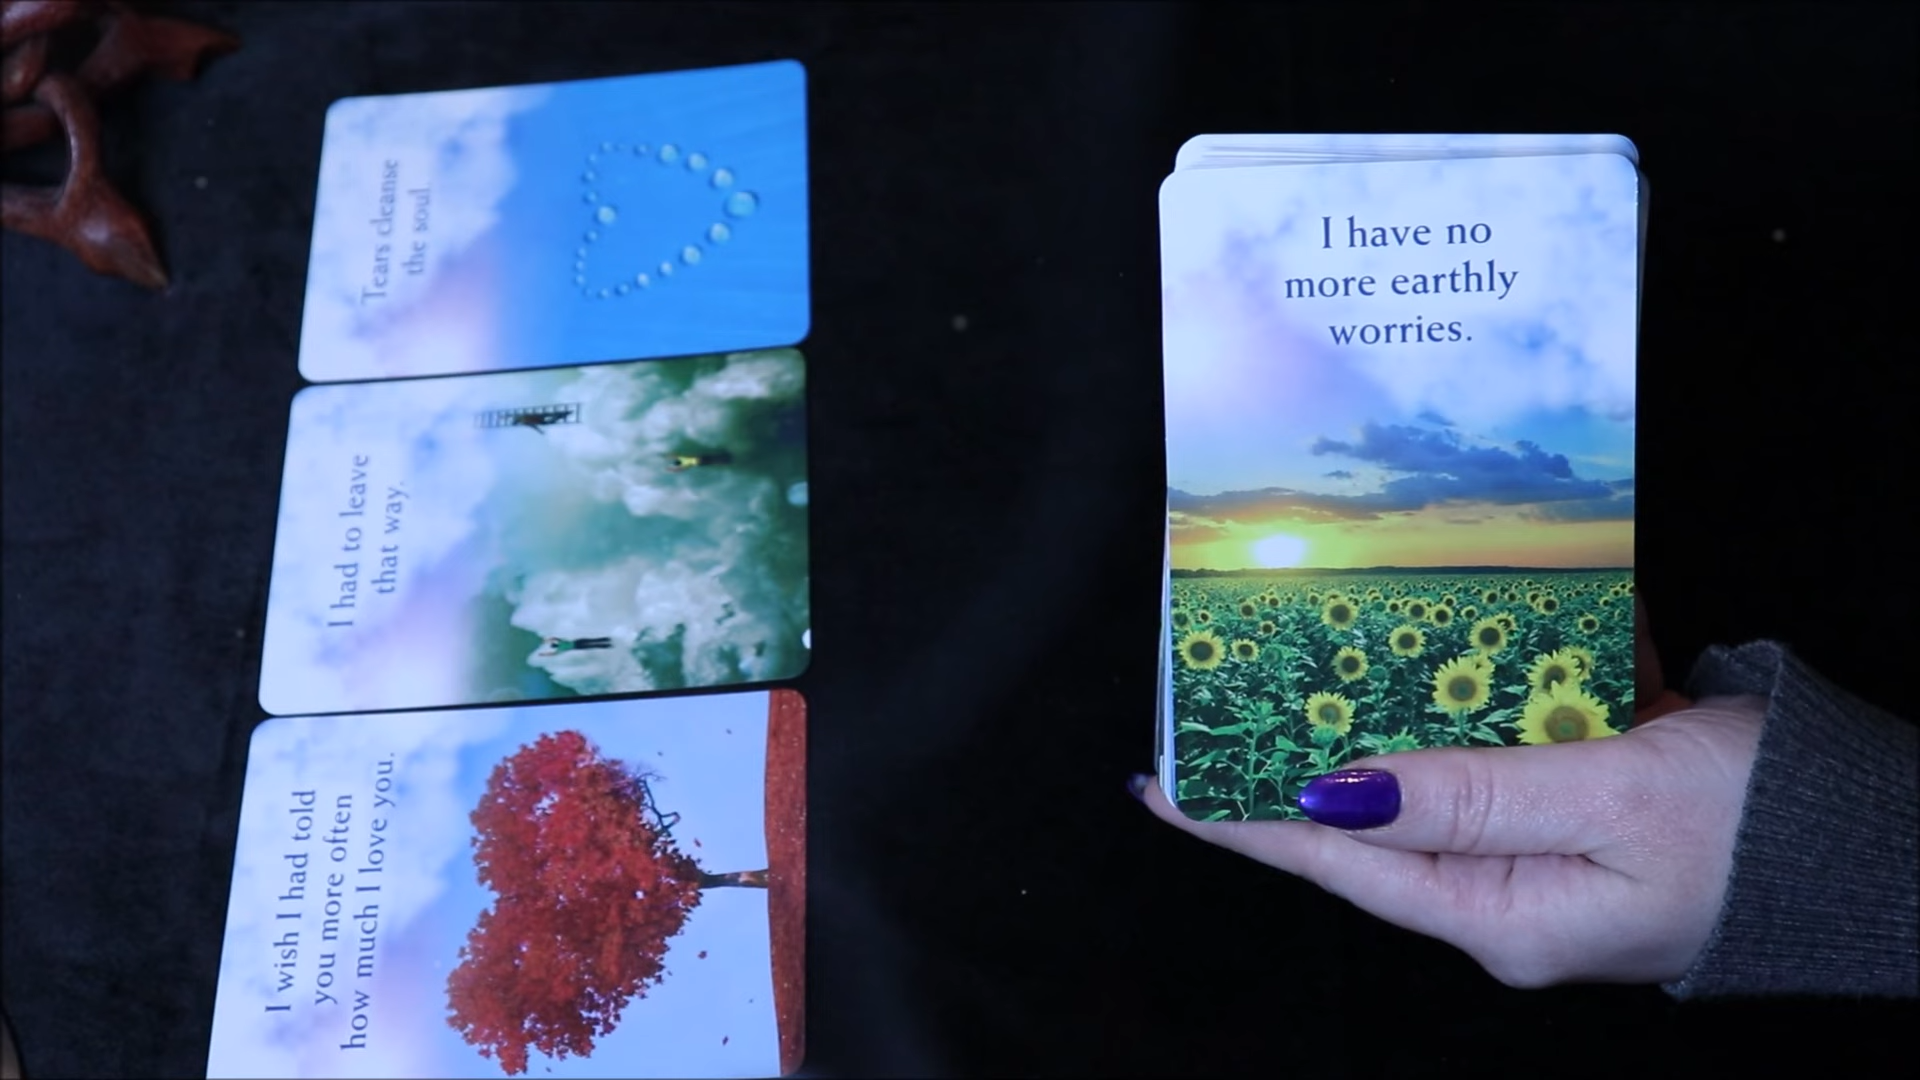 Tears cleanse
the soul.
I had to leave
that way.
I wish I had told
you more often
how much I love you.
I have no
more earthly
worries.